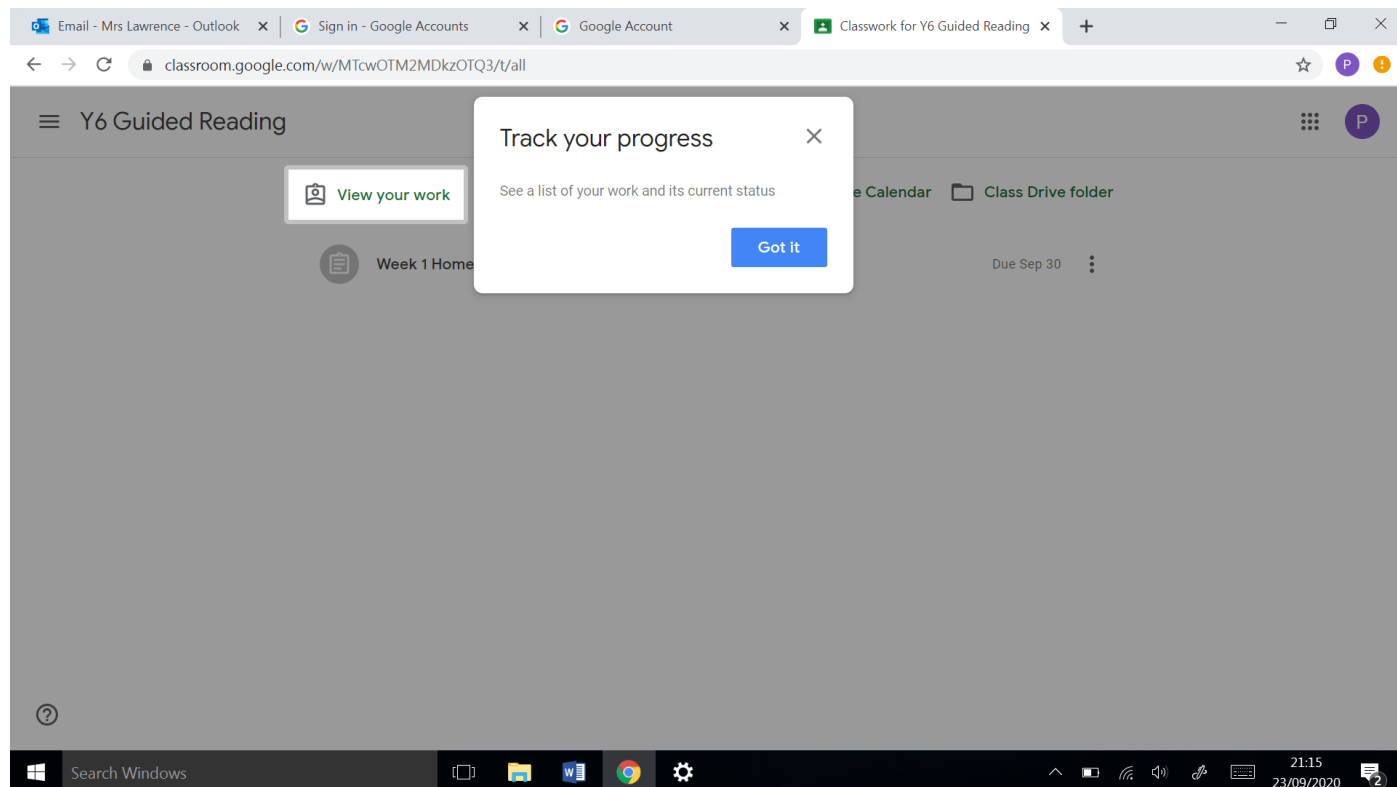 Email - Mrs Lawrence - Outlook
Sign in - Google Accounts
Google Account
Classwork for Y6 Guided Reading
classroom.google.com/w/MTcwOTM2MDkzOTQ3/t/all
P
Y6 Guided Reading
P
Track your progress
See a list of your work and its current status
Got it
View your work
e Calendar
Class Drive folder
Week 1 Home
Due Sep 30
Search Windows
21:15
23/09/2020
2